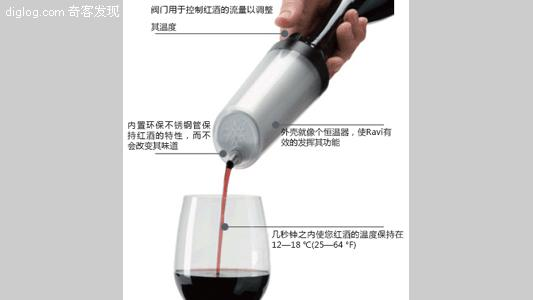 diglog.com 奇客发现
阀门用于控制红酒的流量以调整
其温度
内置环保不锈钢管保
持红酒的特性，而不
会改变其味道
外壳就像个恒温器，使Ravi有
效的发挥其功能
几秒钟之内使您红酒的温度保持在
12—18 ℃(25—64 °F)